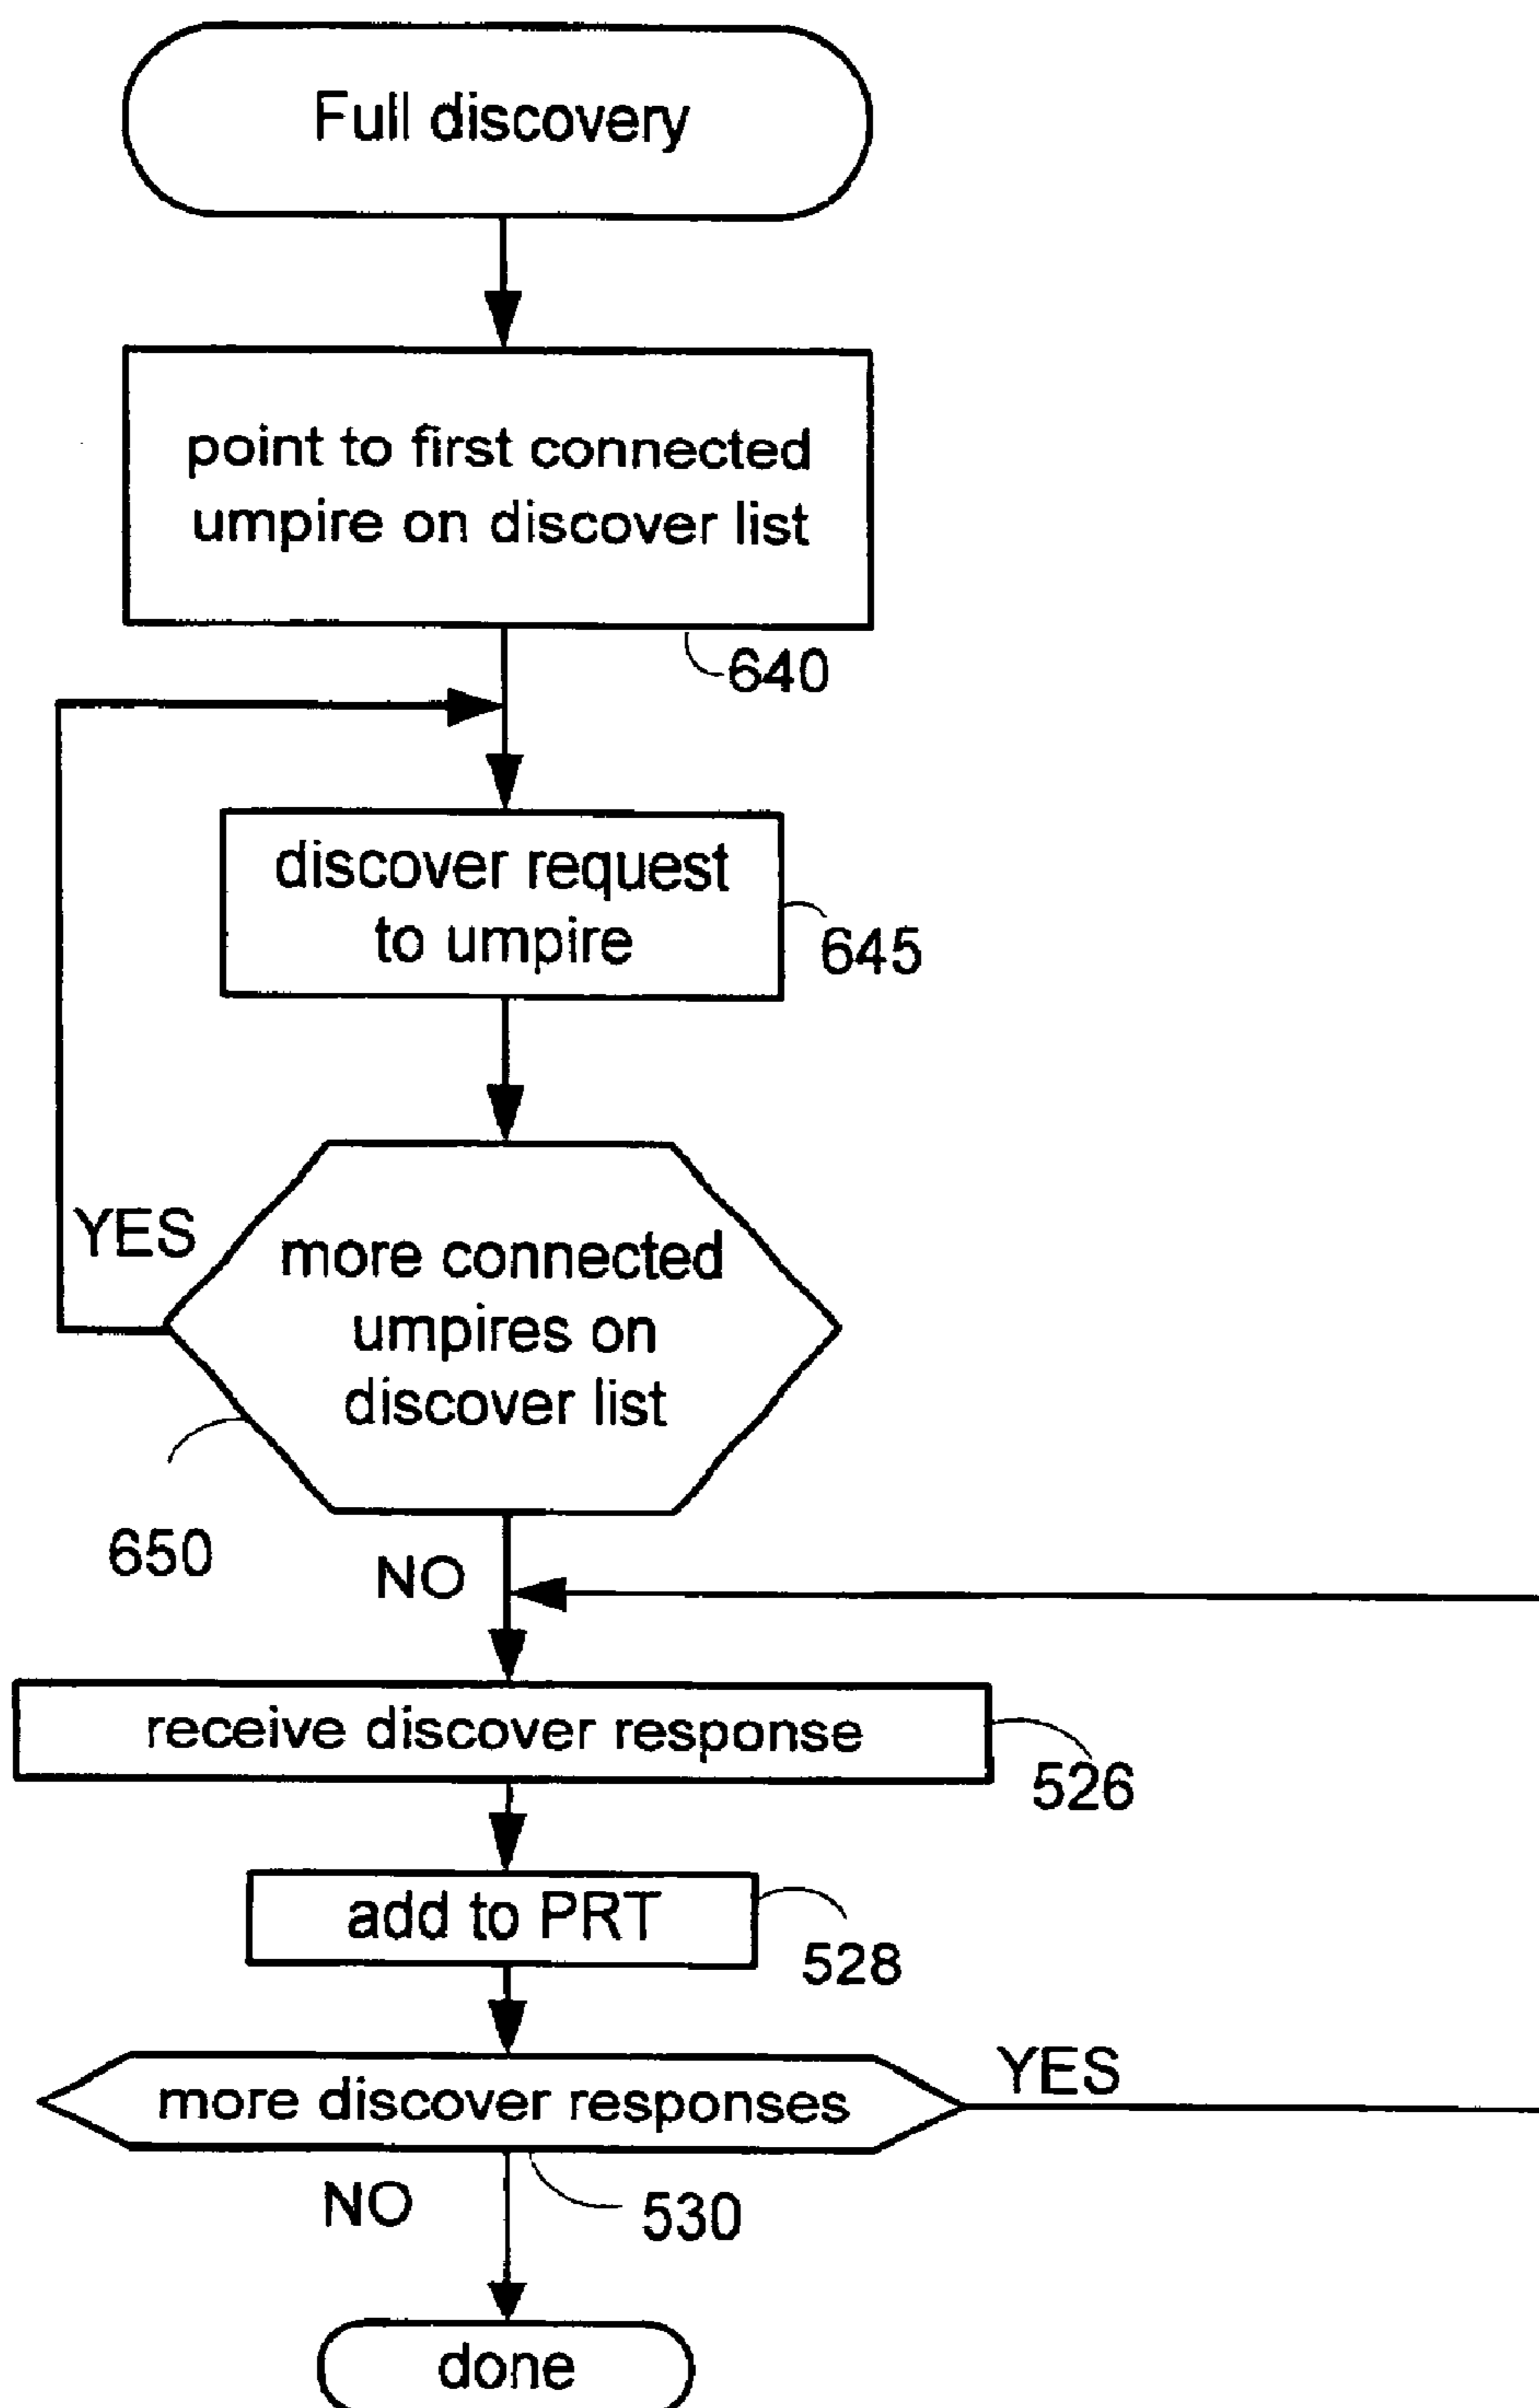 Full discovery
point to first connected
umpire on discover list
640
discover request
to umpire
645
YES
more connected
umpires on
discover list
650
NO
receive discover response
526
add to PRT
528
more discover responses
YES
NO
530
done